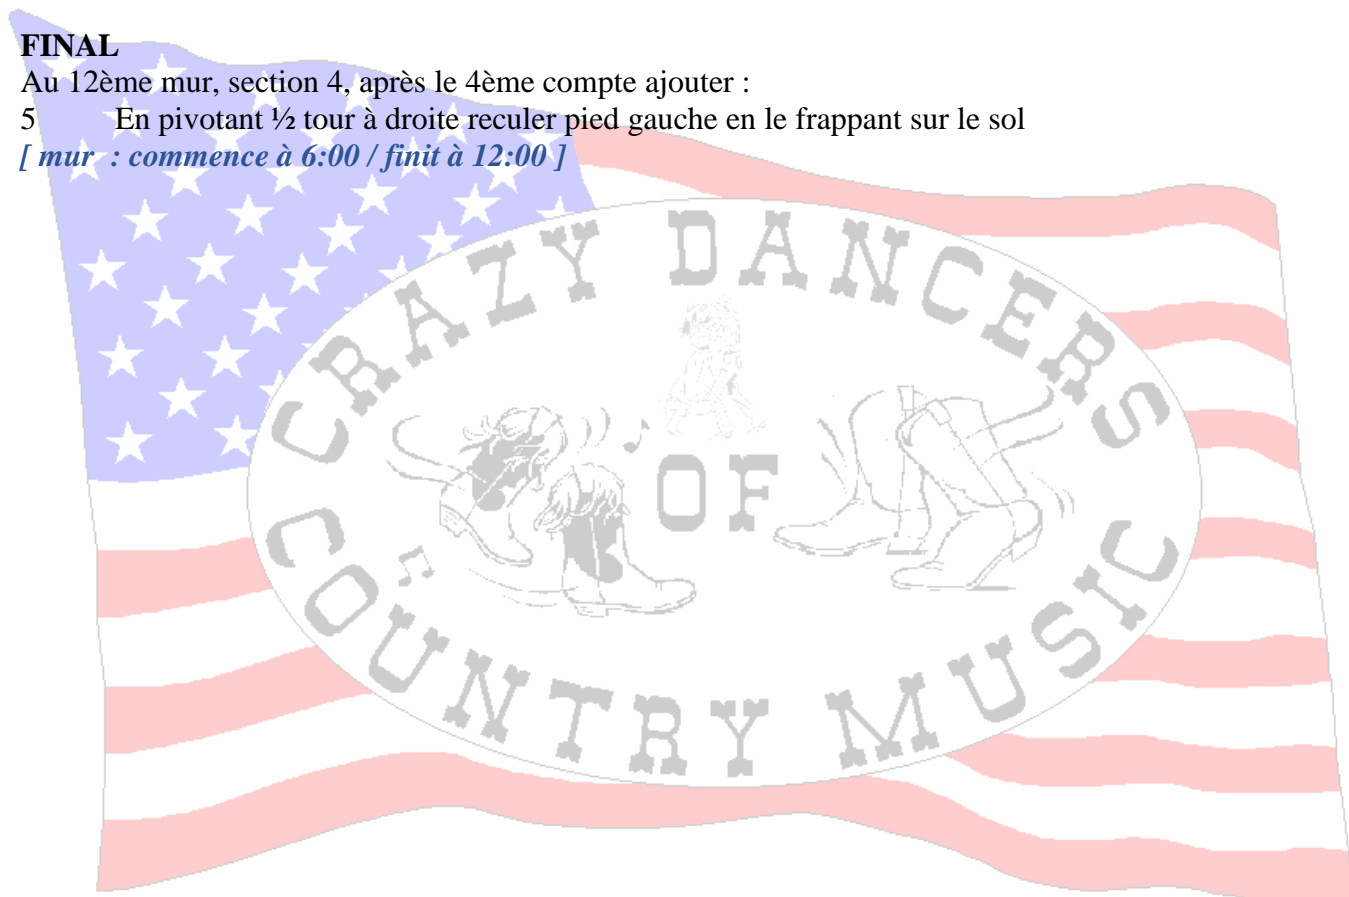 FINAL
Au 12ème mur, section 4, après le 4ème compte ajouter :
5 En pivotant ½ tour à droite reculer pied gauche en le frappant sur le sol
[ mur : commence à 6:00 / finit à 12:00 ]
CRAZY DANCERS
OF
COUNTRY MUSIC